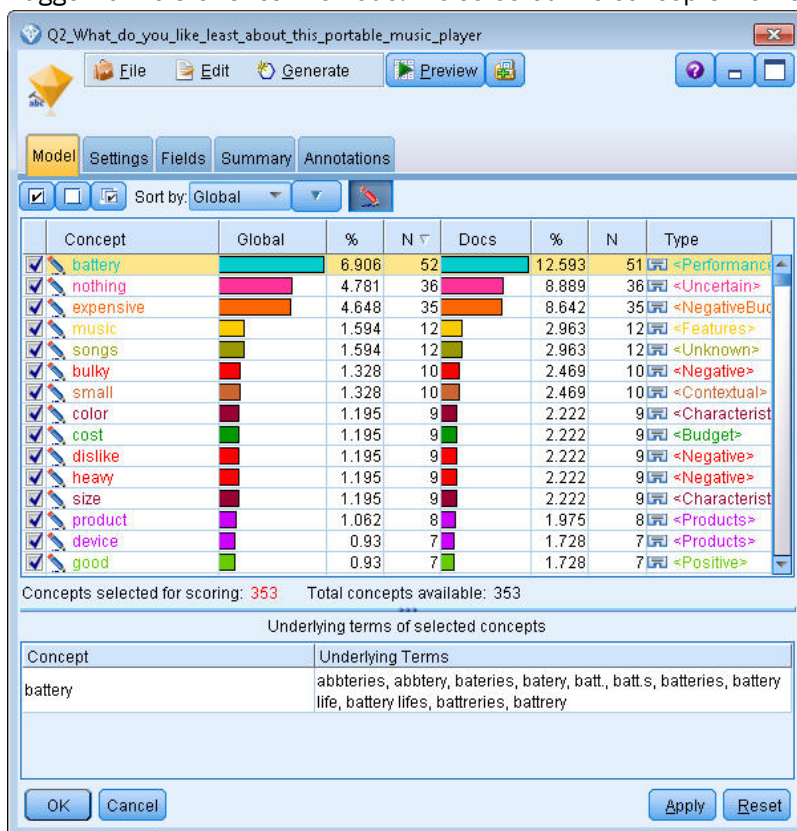 Q2_What_do_you_like_least_about_this_portable_music_player
File Edit Generate Preview
abc
Model Settings Fields Summary Annotations
Sort by: Global
Concept Global % N Docs % N Type
battery 6.906 52 12.593 51 <Performance
nothing 4.781 36 8.889 36 <Uncertain>
expensive 4.648 35 8.642 35 <NegativeBud
music 1.594 12 2.963 12 <Features>
songs 1.594 12 2.963 12 <Unknown>
bulky 1.328 10 2.469 10 <Negative>
small 1.328 10 2.469 10 <Contextual>
color 1.195 9 2.222 9 <Characterist
cost 1.195 9 2.222 9 <Budget>
dislike 1.195 9 2.222 9 <Negative>
heavy 1.195 9 2.222 9 <Negative>
size 1.195 9 2.222 9 <Characterist
product 1.062 8 1.975 8 <Products>
device 0.93 7 1.728 7 <Products>
good 0.93 7 1.728 7 <Positive>
Concepts selected for scoring: 353 Total concepts available: 353
Underlying terms of selected concepts
Concept Underlying Terms
battery abbteries, abbtery, bateries, batery, batt., batt.s, batteries, battery
life, battery lifes, battreries, battrery
OK Cancel Apply Reset